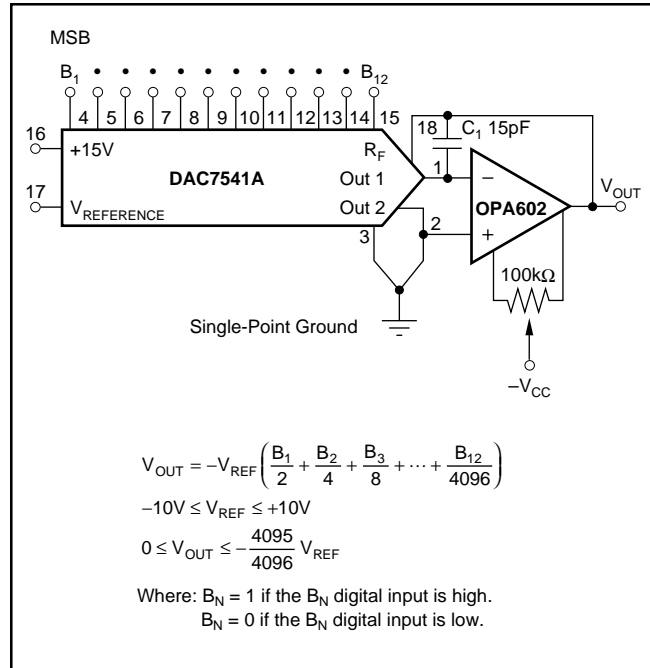 MSB
B1 • • • • • • • • • • B12
4 5 6 7 8 9 10 11 12 13 14 15
16
+15V
RF
18
C1 15pF
DAC7541A
Out 1
1
–
OPA602
VOUT
17
VREFERENCE
Out 2
2
+
3
100kΩ
Single-Point Ground
–VCC
VOUT = –VREF (B1/2 + B2/4 + B3/8 + ⋯ + B12/4096)
–10V ≤ VREF ≤ +10V
0 ≤ VOUT ≤ –4095/4096 VREF
Where: BN = 1 if the BN digital input is high.
BN = 0 if the BN digital input is low.